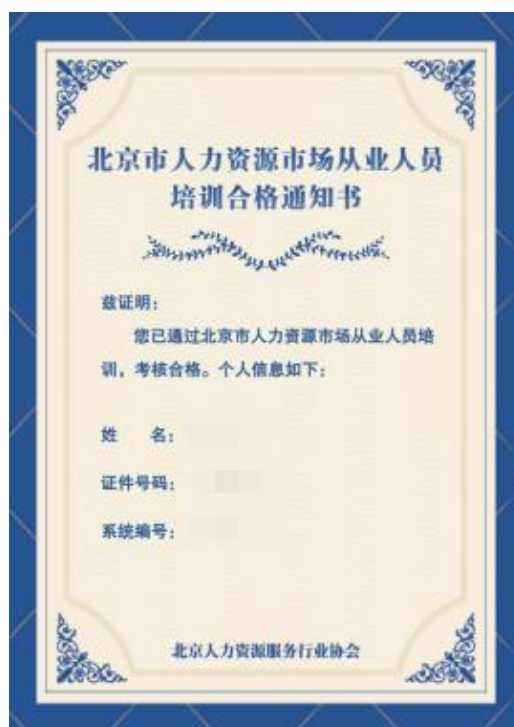 北京市人力资源市场从业人员
培训合格通知书
兹证明：
您已通过北京市人力资源市场从业人员培
训，考核合格。个人信息如下：
姓 名：
证件号码：
系统编号：
北京人力资源服务行业协会